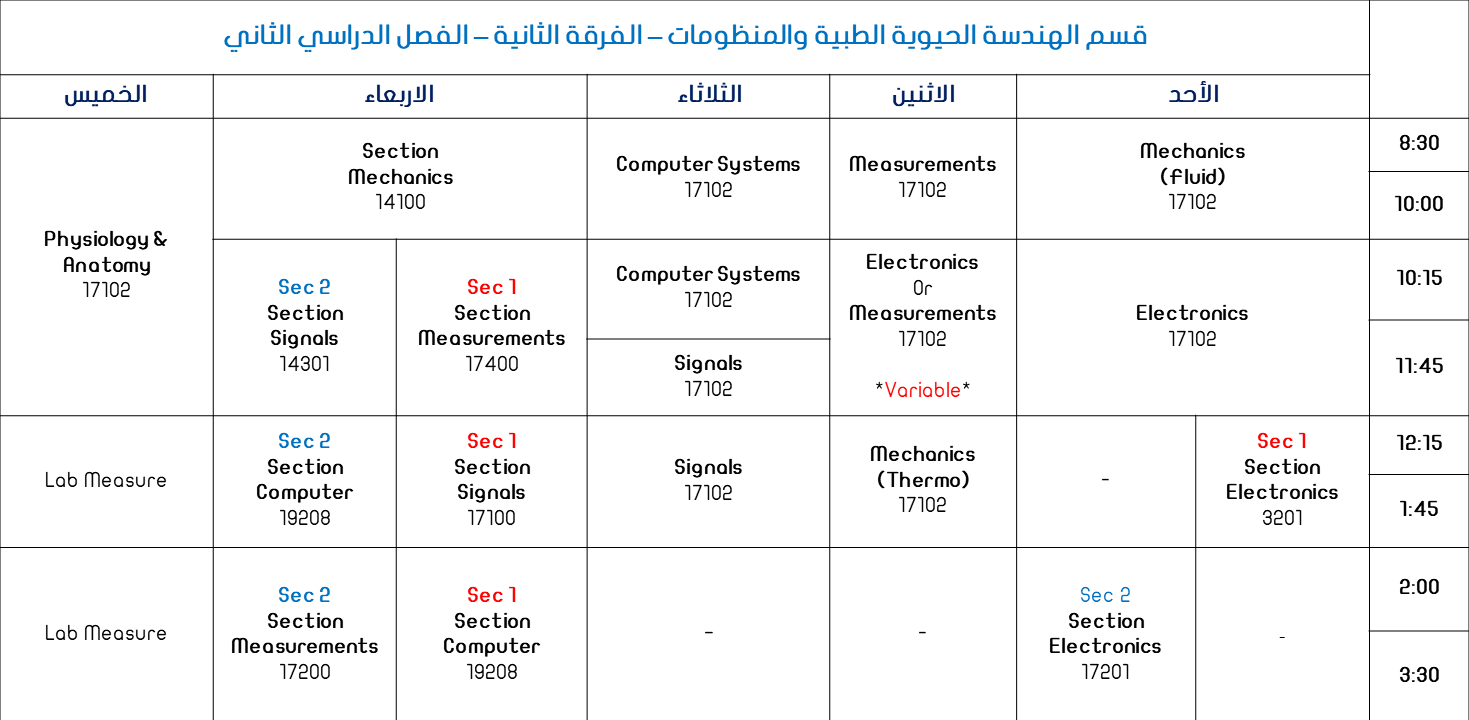 قسم الهندسة الحيوية الطبية والمنظومات – الفرقة الثانية – الفصل الدراسي الثاني
الأحد
الاثنين
الثلاثاء
الاربعاء
الخميس
8:30
10:00
Mechanics
(fluid)
17102
Measurements
17102
Computer Systems
17102
Section
Mechanics
14100
Physiology &
Anatomy
17102
10:15
11:45
Electronics
17102
Electronics
Or
Measurements
17102
*Variable*
Computer Systems
17102
Signals
17102
Sec 1
Section
Measurements
17400
Sec 2
Section
Signals
14301
12:15
1:45
Sec 1
Section
Electronics
3201
-
Mechanics
(Thermo)
17102
Signals
17102
Sec 1
Section
Signals
17100
Sec 2
Section
Computer
19208
Lab Measure
2:00
3:30
-
Sec 2
Section
Electronics
17201
-
-
Sec 1
Section
Computer
19208
Sec 2
Section
Measurements
17200
Lab Measure